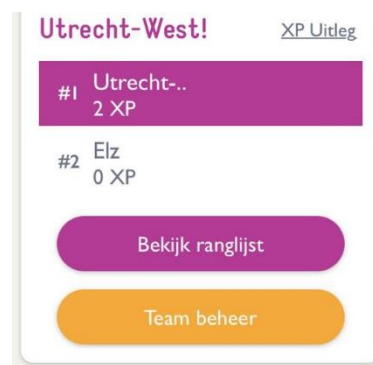 Utrecht-West! XP Uitleg
#1 Utrecht-..
2 XP
#2 Elz
0 XP
Bekijk ranglijst
Team beheer